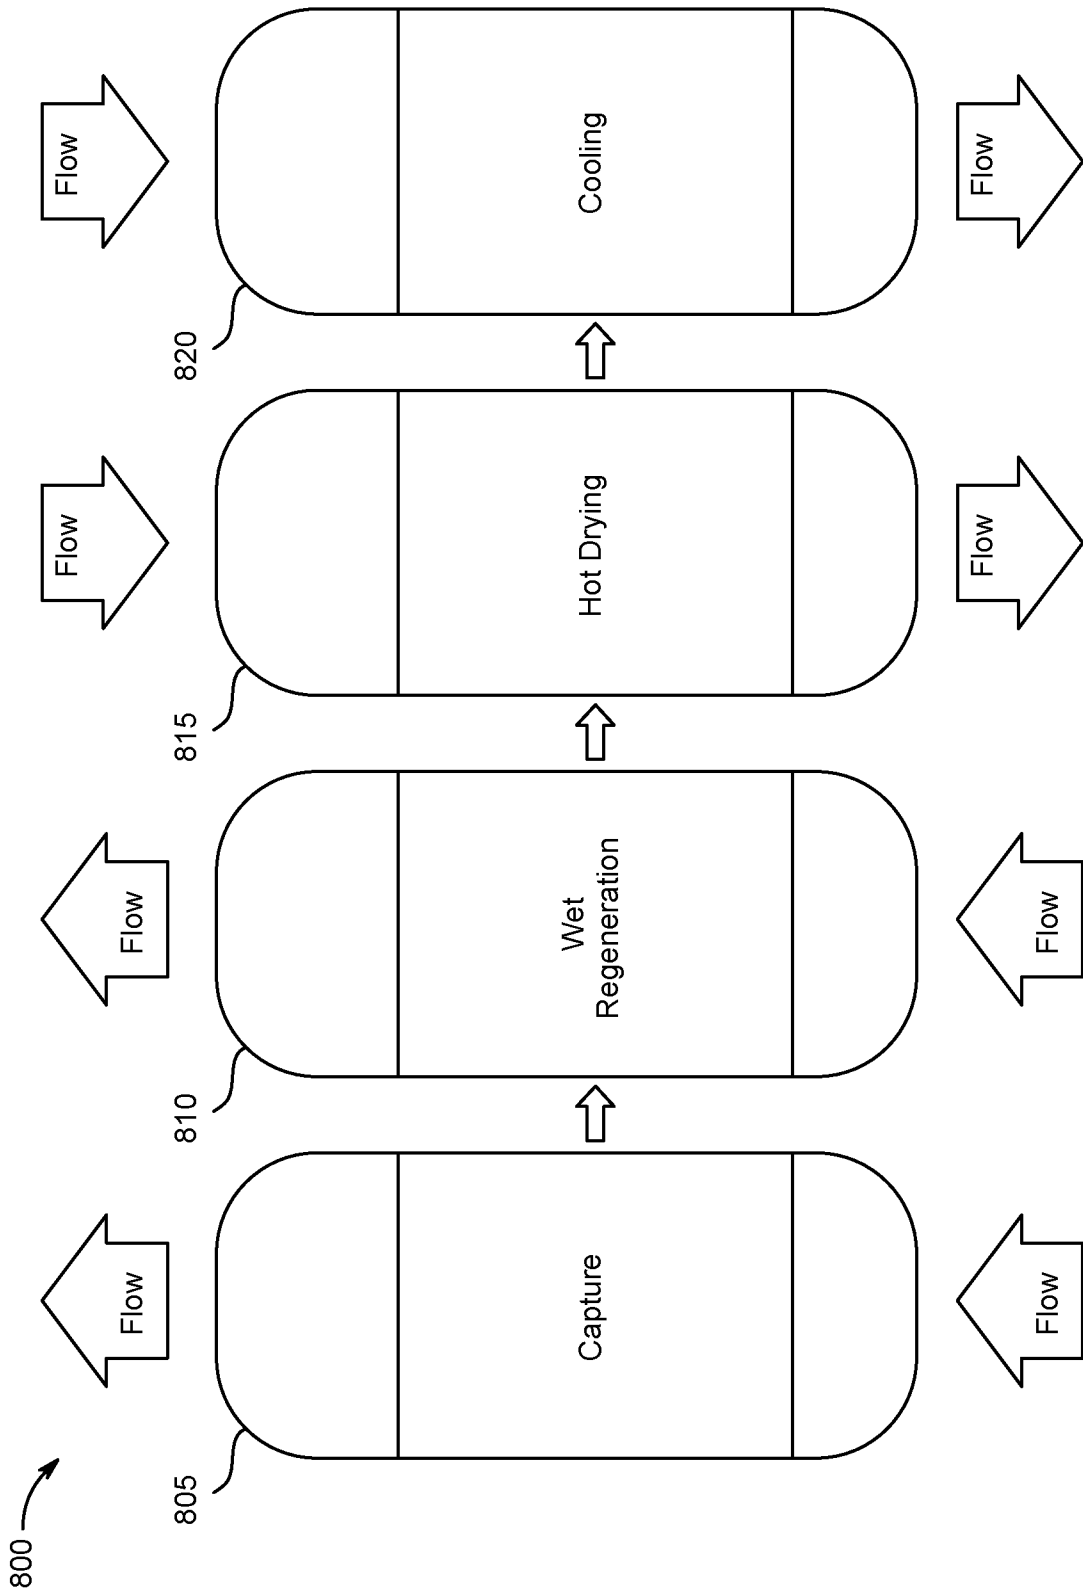 800
Flow
Flow
Flow
Flow
805
810
815
820
Capture
Wet
Regeneration
Hot Drying
Cooling
Flow
Flow
Flow
Flow